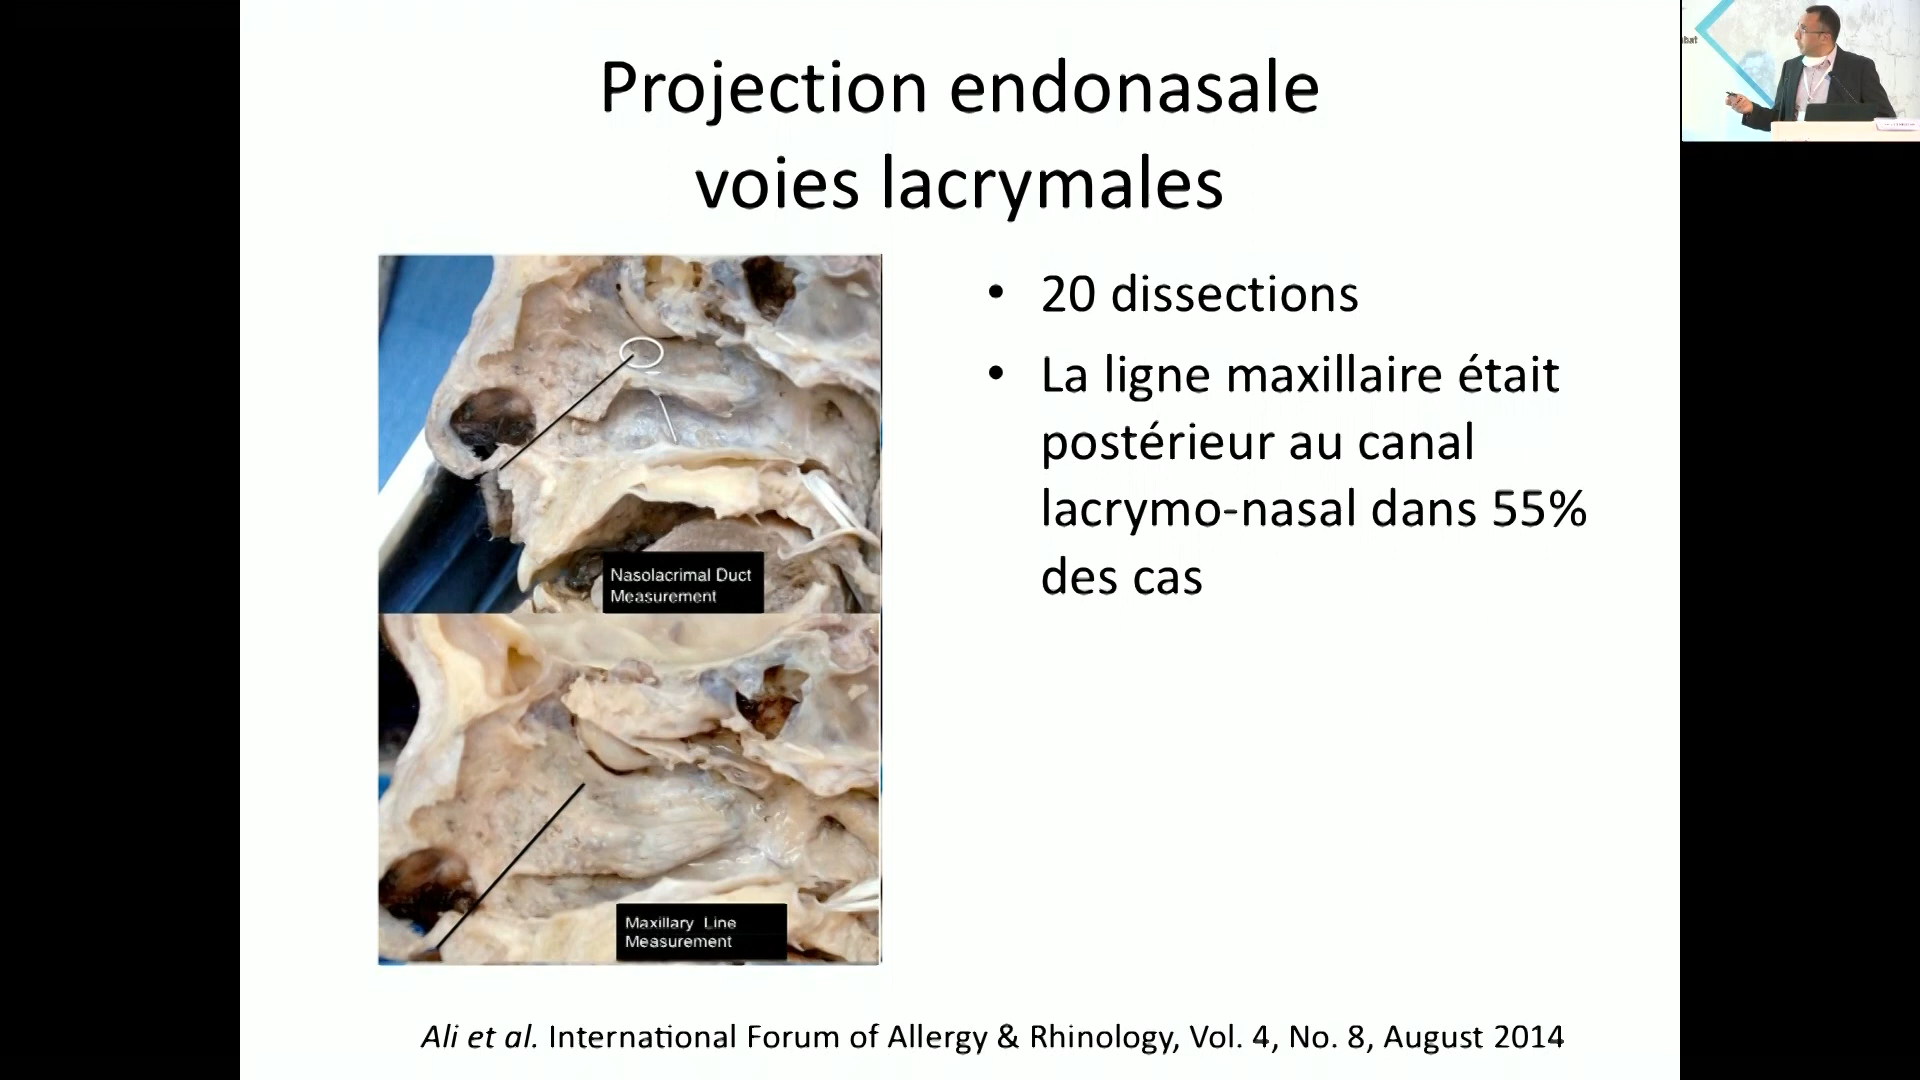 Projection endonasale
voies lacrymales
• 20 dissections
• La ligne maxillaire était
postérieur au canal
lacrymo-nasal dans 55%
des cas
Nasolacrimal Duct
Measurement
Maxillary Line
Measurement
Ali et al. International Forum of Allergy & Rhinology, Vol. 4, No. 8, August 2014